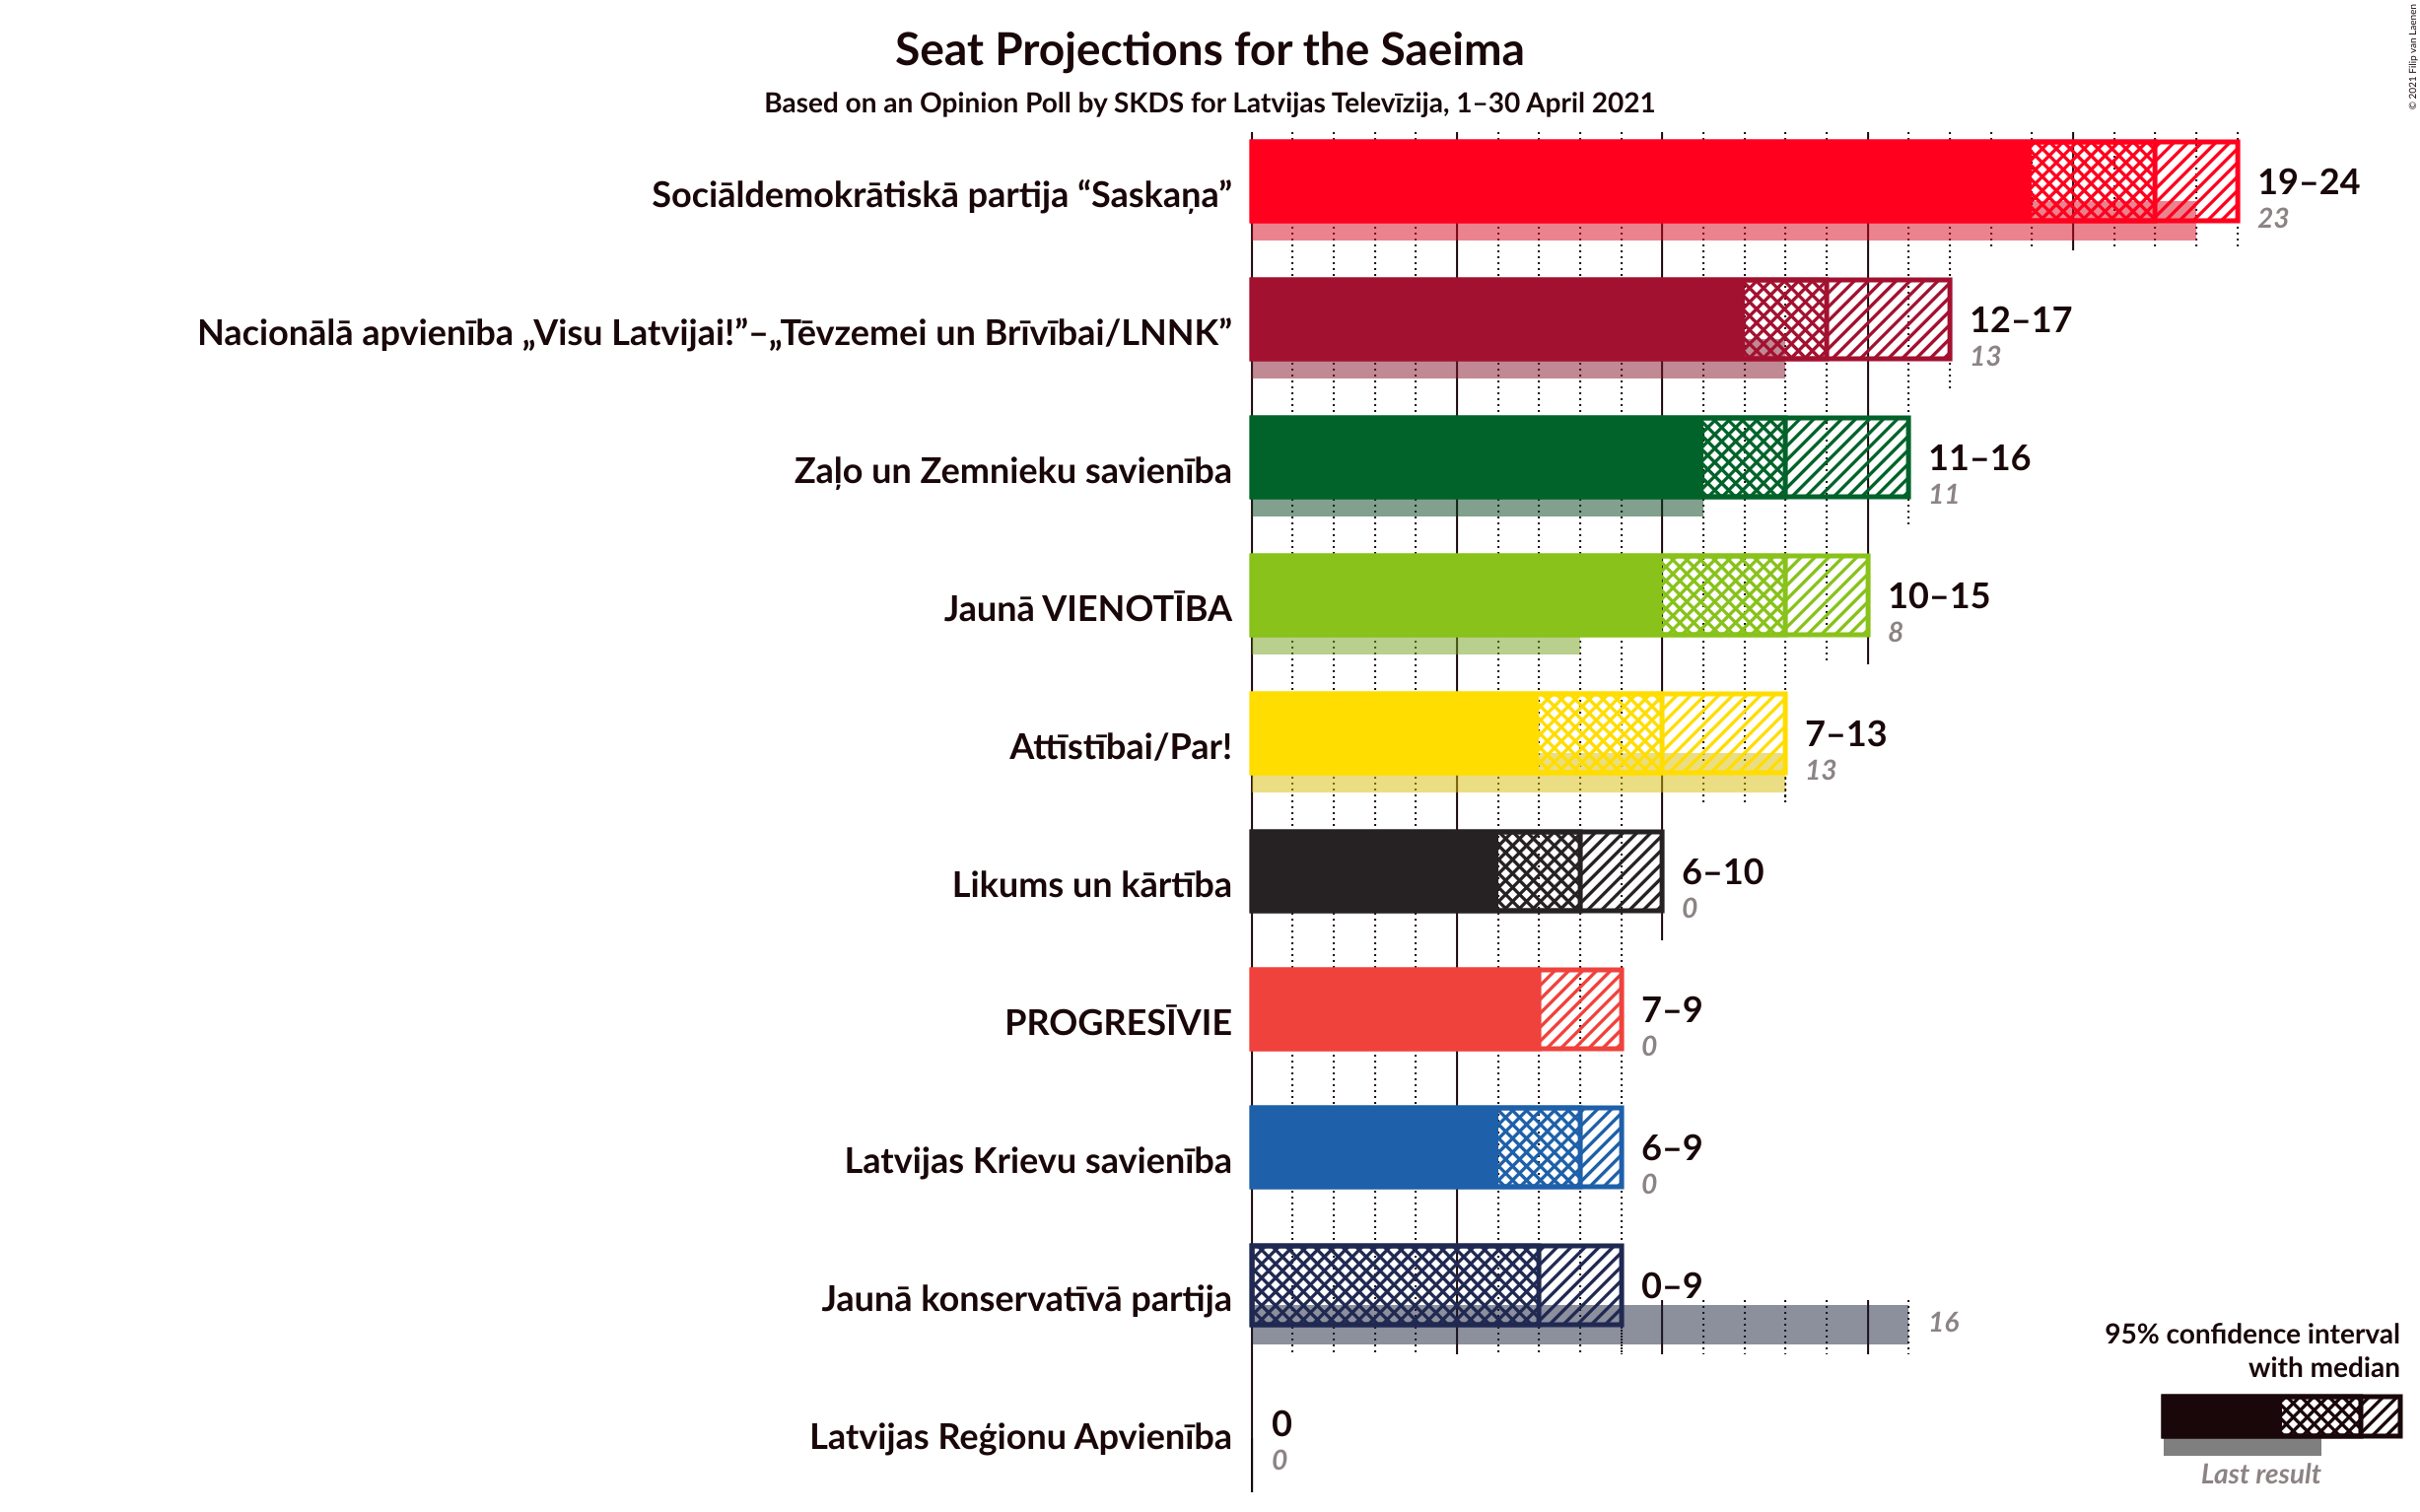 Seat Projections for the Saeima
Based on an Opinion Poll by SKDS for Latvijas Televīzija, 1–30 April 2021
© 2021 Filip van Laenen
Sociāldemokrātiskā partija “Saskaņa”
19–24
23
Nacionālā apvienība „Visu Latvijai!”–„Tēvzemei un Brīvībai/LNNK”
12–17
13
Zaļo un Zemnieku savienība
11–16
11
Jaunā VIENOTĪBA
10–15
8
Attīstībai/Par!
7–13
13
Likums un kārtība
6–10
0
PROGRESĪVIE
7–9
0
Latvijas Krievu savienība
6–9
0
Jaunā konservatīvā partija
0–9
16
Latvijas Reģionu Apvienība
0
0
95% confidence interval
with median
Last result